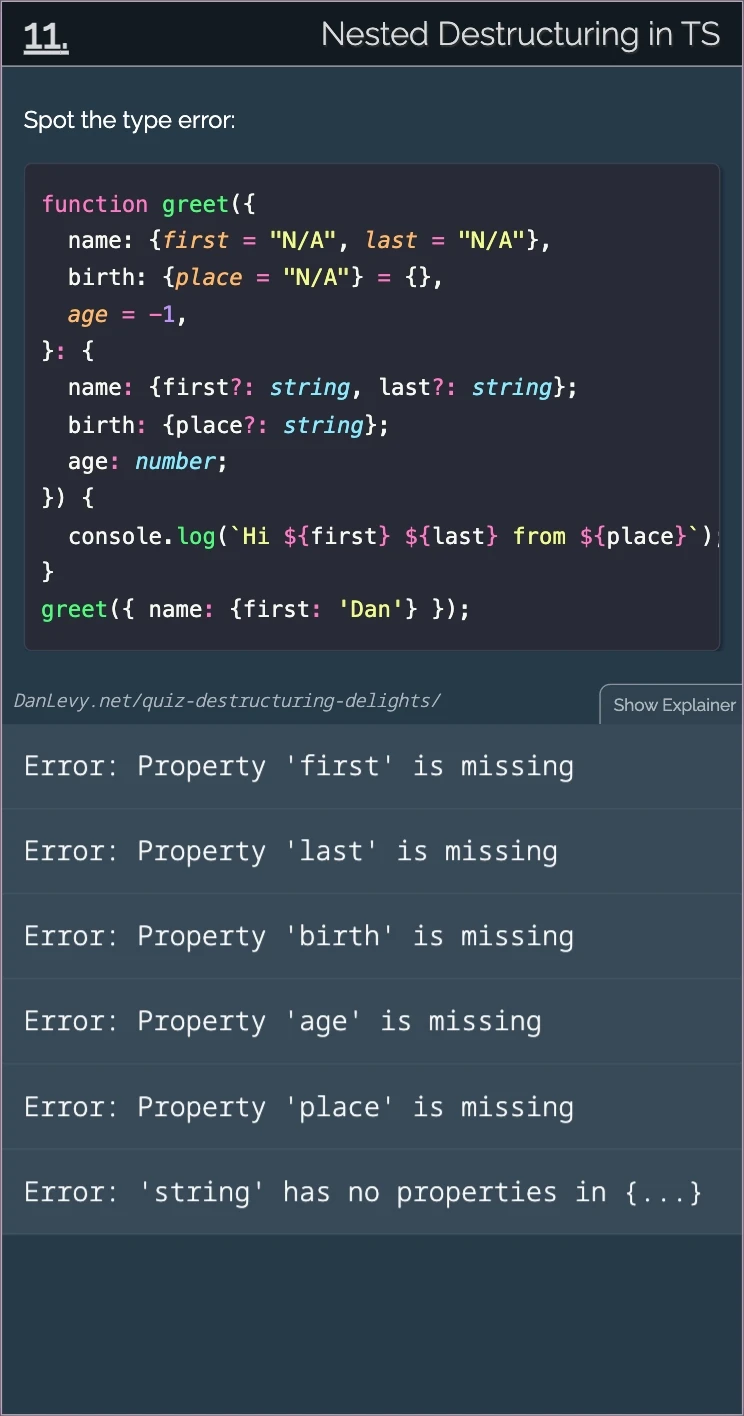 11.
Nested Destructuring in TS
Spot the type error:
function greet({
  name: {first = "N/A", last = "N/A"},
  birth: {place = "N/A"} = {},
  age = -1,
}: {
  name: {first?: string, last?: string};
  birth: {place?: string};
  age: number;
}) {
  console.log(`Hi ${first} ${last} from ${place}`);
}
greet({ name: {first: 'Dan'} });
DanLevy.net/quiz-destructuring-delights/
Show Explainer
Error: Property 'first' is missing
Error: Property 'last' is missing
Error: Property 'birth' is missing
Error: Property 'age' is missing
Error: Property 'place' is missing
Error: 'string' has no properties in {...}